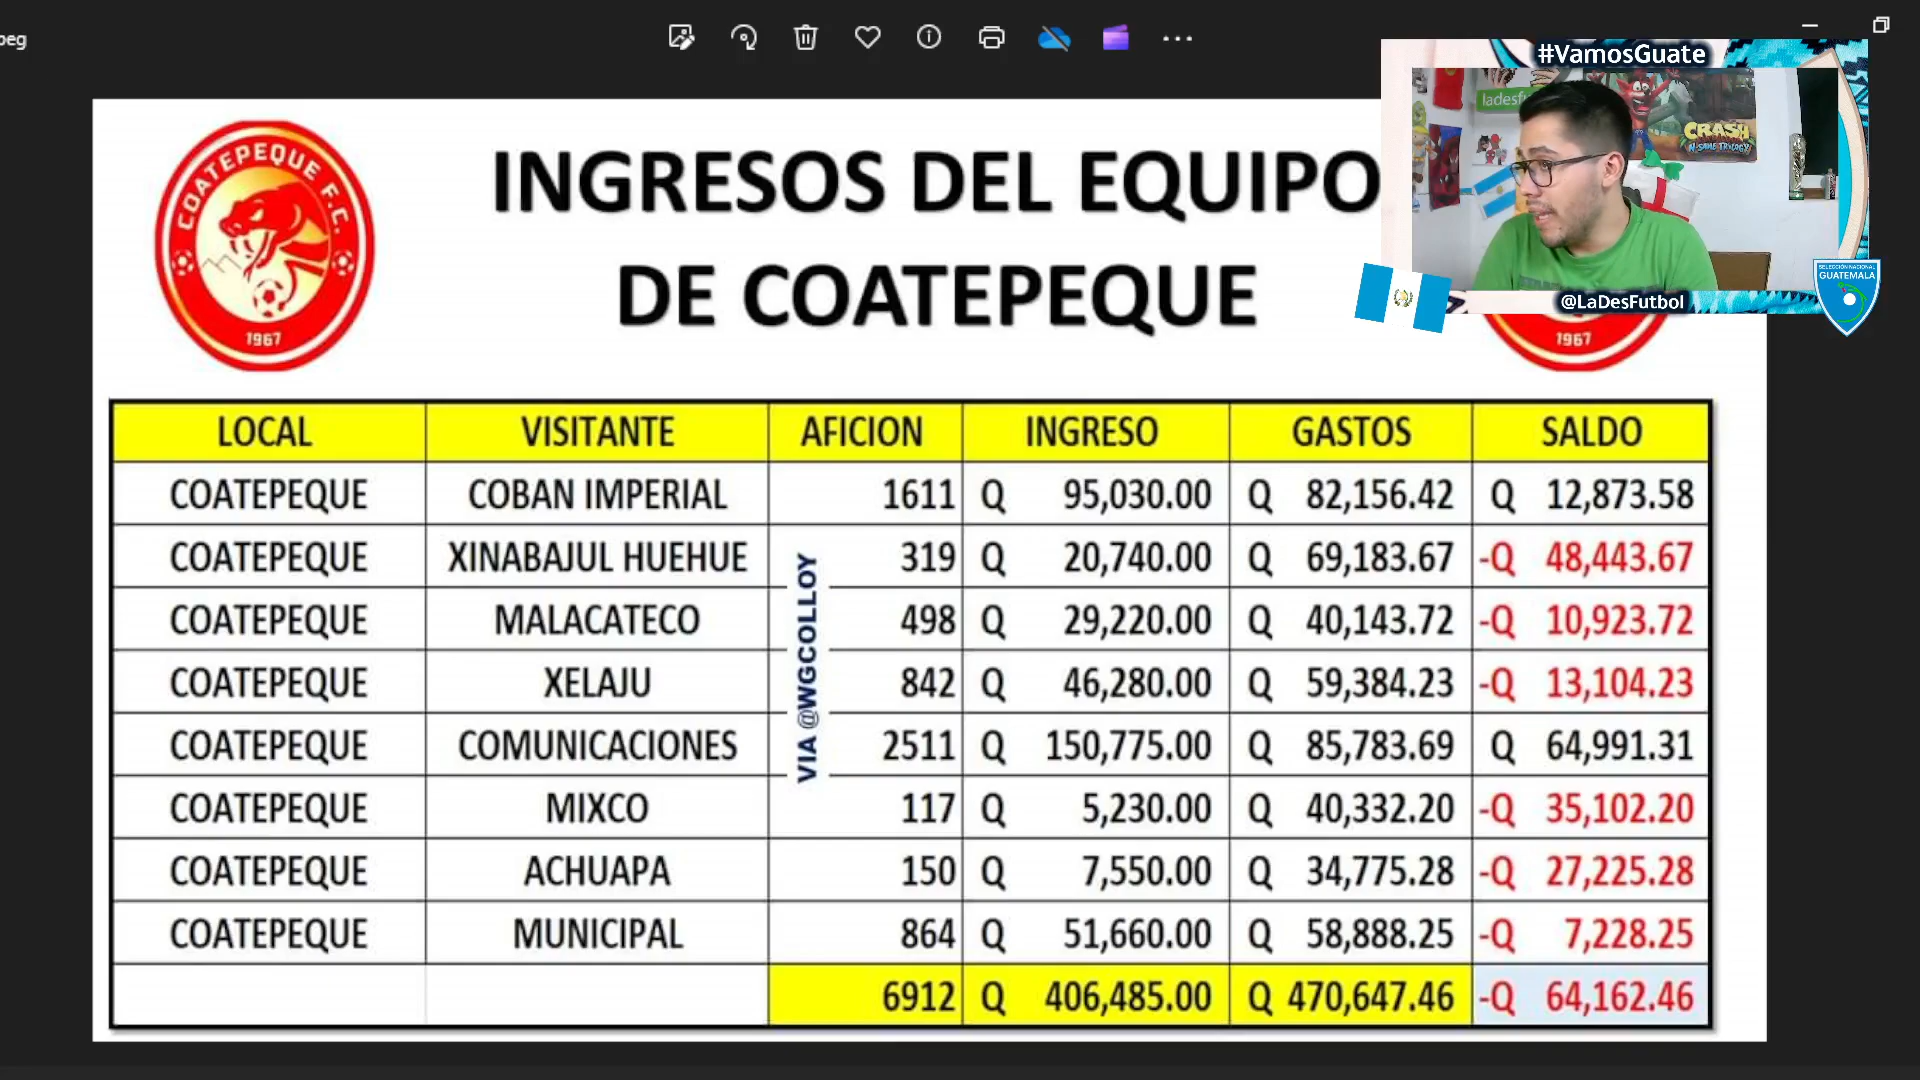 peg
#VamosGuate
ladesfu
CRASH
N-SANE TRILOGY
@LaDesFutbol
SELECCIÓN NACIONAL
GUATEMALA
COATEPEQUE F.C.
1967
INGRESOS DEL EQUIPO
DE COATEPEQUE
1967
LOCAL VISITANTE AFICION INGRESO GASTOS SALDO
COATEPEQUE COBAN IMPERIAL 1611 Q 95,030.00 Q 82,156.42 Q 12,873.58
COATEPEQUE XINABAJUL HUEHUE 319 Q 20,740.00 Q 69,183.67 -Q 48,443.67
COATEPEQUE MALACATECO 498 Q 29,220.00 Q 40,143.72 -Q 10,923.72
COATEPEQUE XELAJU 842 Q 46,280.00 Q 59,384.23 -Q 13,104.23
COATEPEQUE COMUNICACIONES 2511 Q 150,775.00 Q 85,783.69 Q 64,991.31
COATEPEQUE MIXCO 117 Q 5,230.00 Q 40,332.20 -Q 35,102.20
COATEPEQUE ACHUAPA 150 Q 7,550.00 Q 34,775.28 -Q 27,225.28
COATEPEQUE MUNICIPAL 864 Q 51,660.00 Q 58,888.25 -Q 7,228.25
6912 Q 406,485.00 Q 470,647.46 -Q 64,162.46
VIA @WGCOLLOY